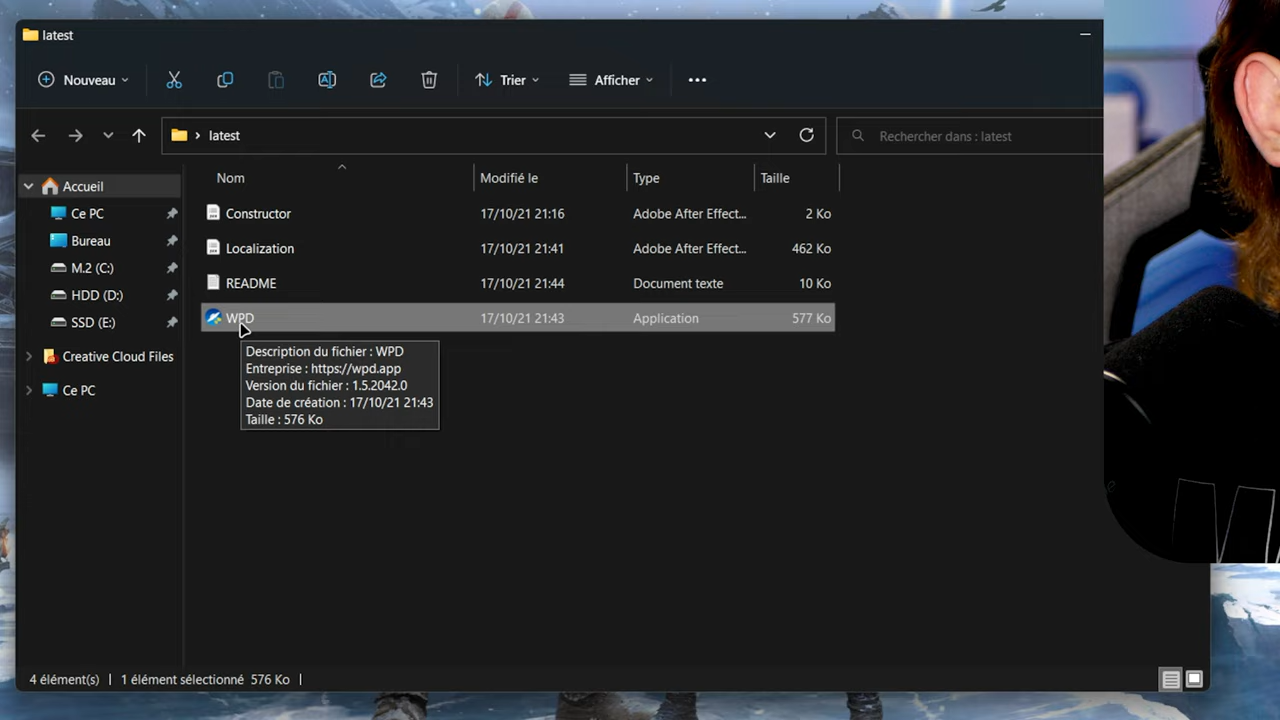 latest
Nouveau
Trier
Afficher
latest
Rechercher dans : latest
Nom
Modifié le
Type
Taille
Accueil
Ce PC
Bureau
M.2 (C:)
HDD (D:)
SSD (E:)
Creative Cloud Files
Ce PC
Constructor 17/10/21 21:16 Adobe After Effect... 2 Ko
Localization 17/10/21 21:41 Adobe After Effect... 462 Ko
README 17/10/21 21:44 Document texte 10 Ko
WPD 17/10/21 21:43 Application 577 Ko
Description du fichier : WPD
Entreprise : https://wpd.app
Version du fichier : 1.5.2042.0
Date de création : 17/10/21 21:43
Taille : 576 Ko
4 élément(s)
1 élément sélectionné 576 Ko